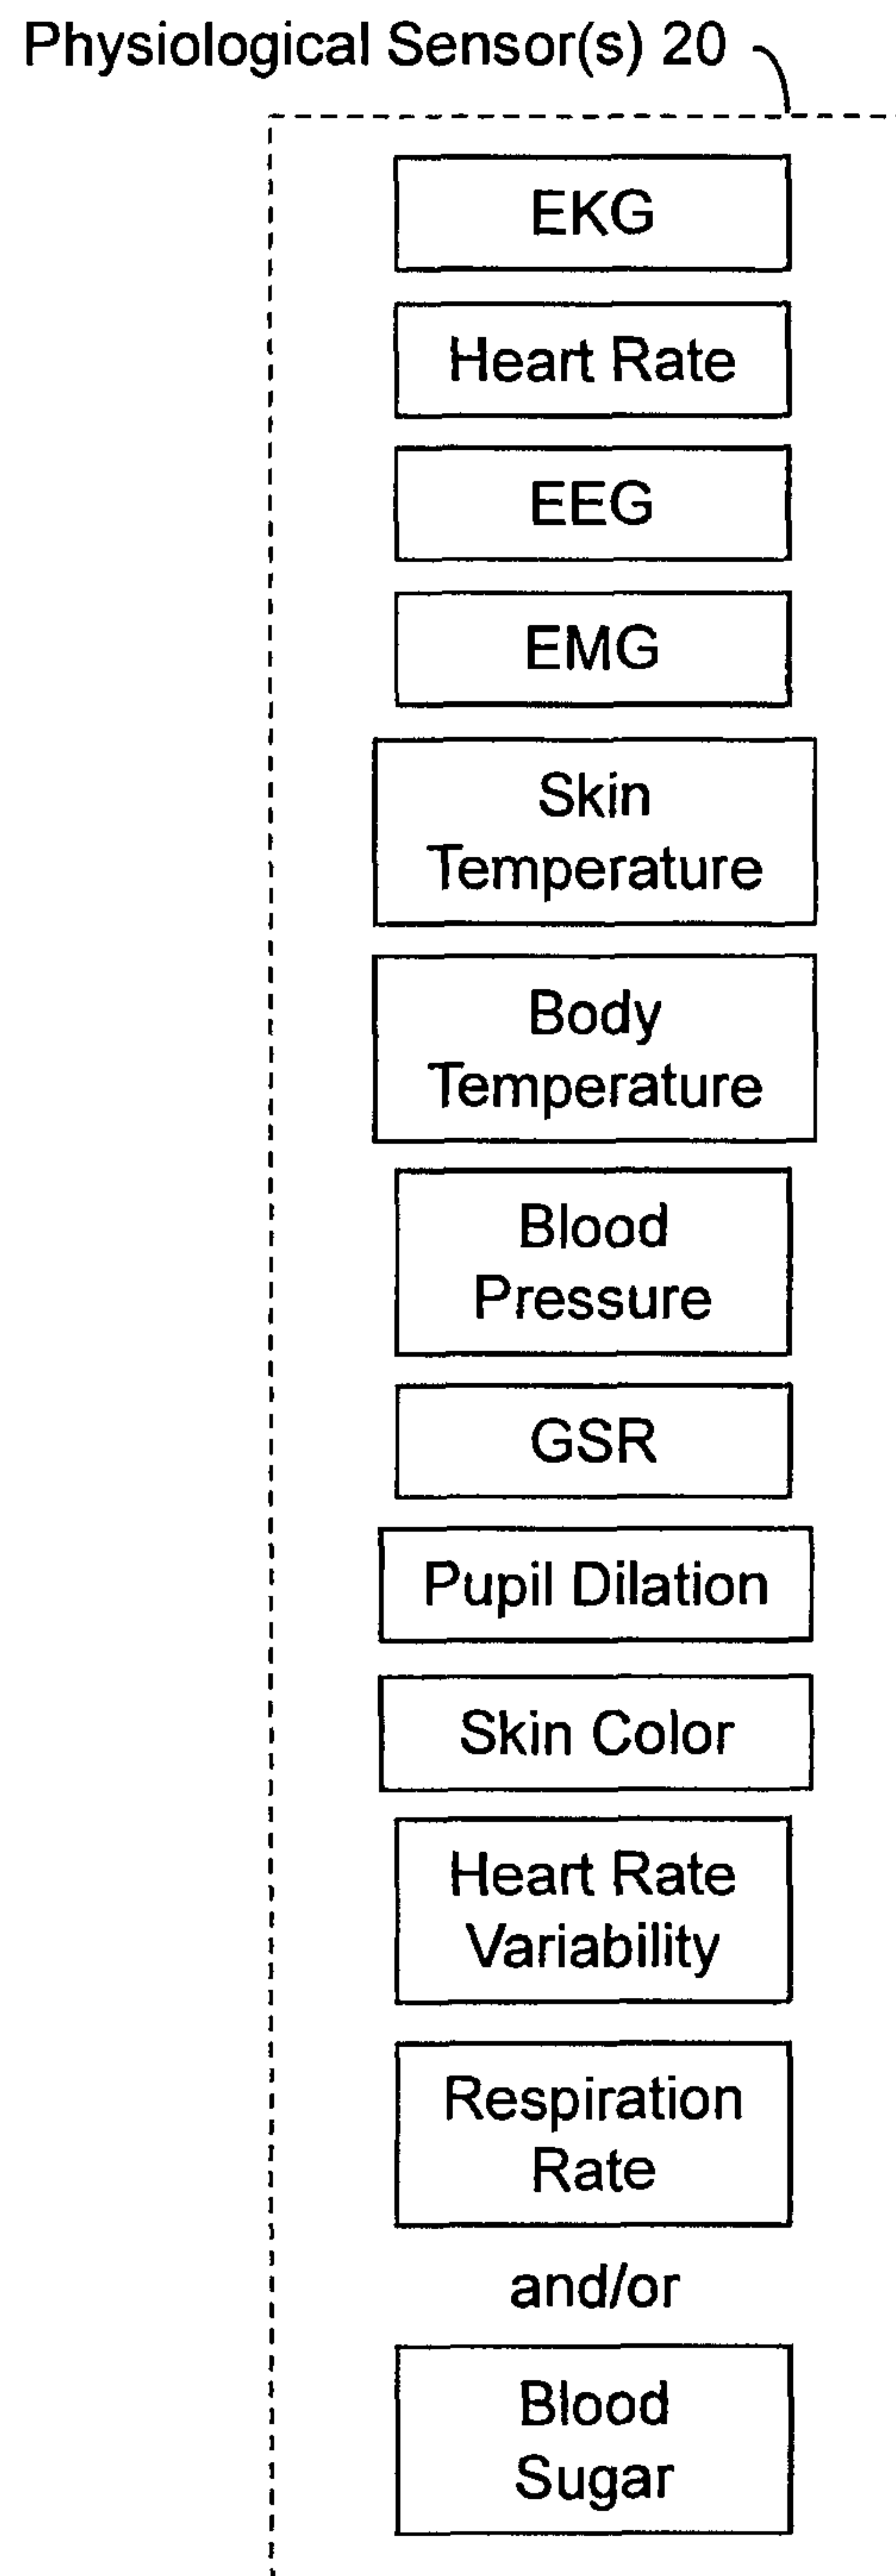 Physiological Sensor(s) 20
EKG
Heart Rate
EEG
EMG
Skin
Temperature
Body
Temperature
Blood
Pressure
GSR
Pupil Dilation
Skin Color
Heart Rate
Variability
Respiration
Rate
and/or
Blood
Sugar